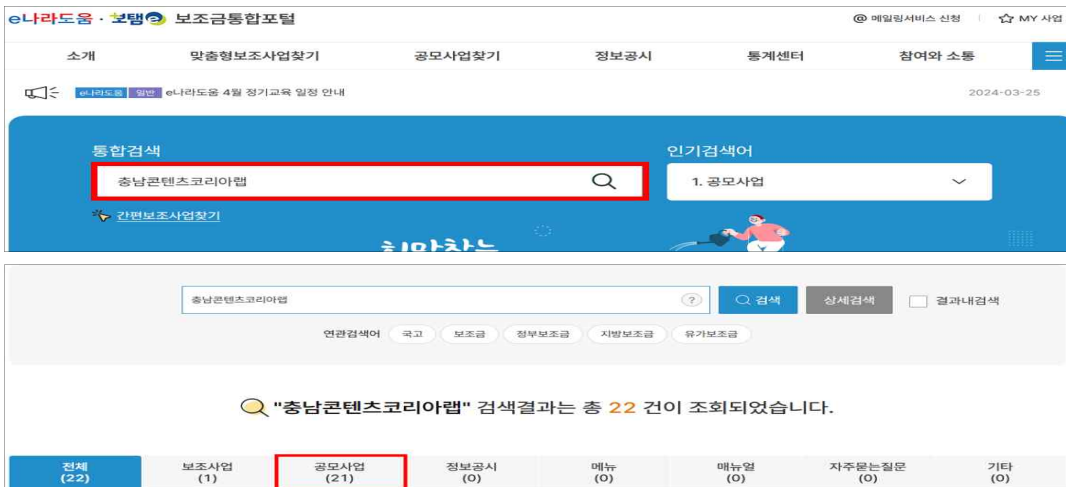 e나라도움 · 보탬e 보조금통합포털 @ 메일링서비스 신청 MY 사업
소개 맞춤형보조사업찾기 공모사업찾기 정보공시 통계센터 참여와 소통
e나라도움 일반 e나라도움 4월 정기교육 일정 안내 2024-03-25
통합검색 인기검색어
충남콘텐츠코리아랩 1. 공모사업
간편보조사업찾기
충남콘텐츠코리아랩 ? 검색 상세검색 결과내검색
연관검색어 국고 보조금 정부보조금 지방보조금 유가보조금
"충남콘텐츠코리아랩" 검색결과는 총 22 건이 조회되었습니다.
전체 보조사업 공모사업 정보공시 메뉴 매뉴얼 자주묻는질문 기타
(22) (1) (21) (0) (0) (0) (0) (0)